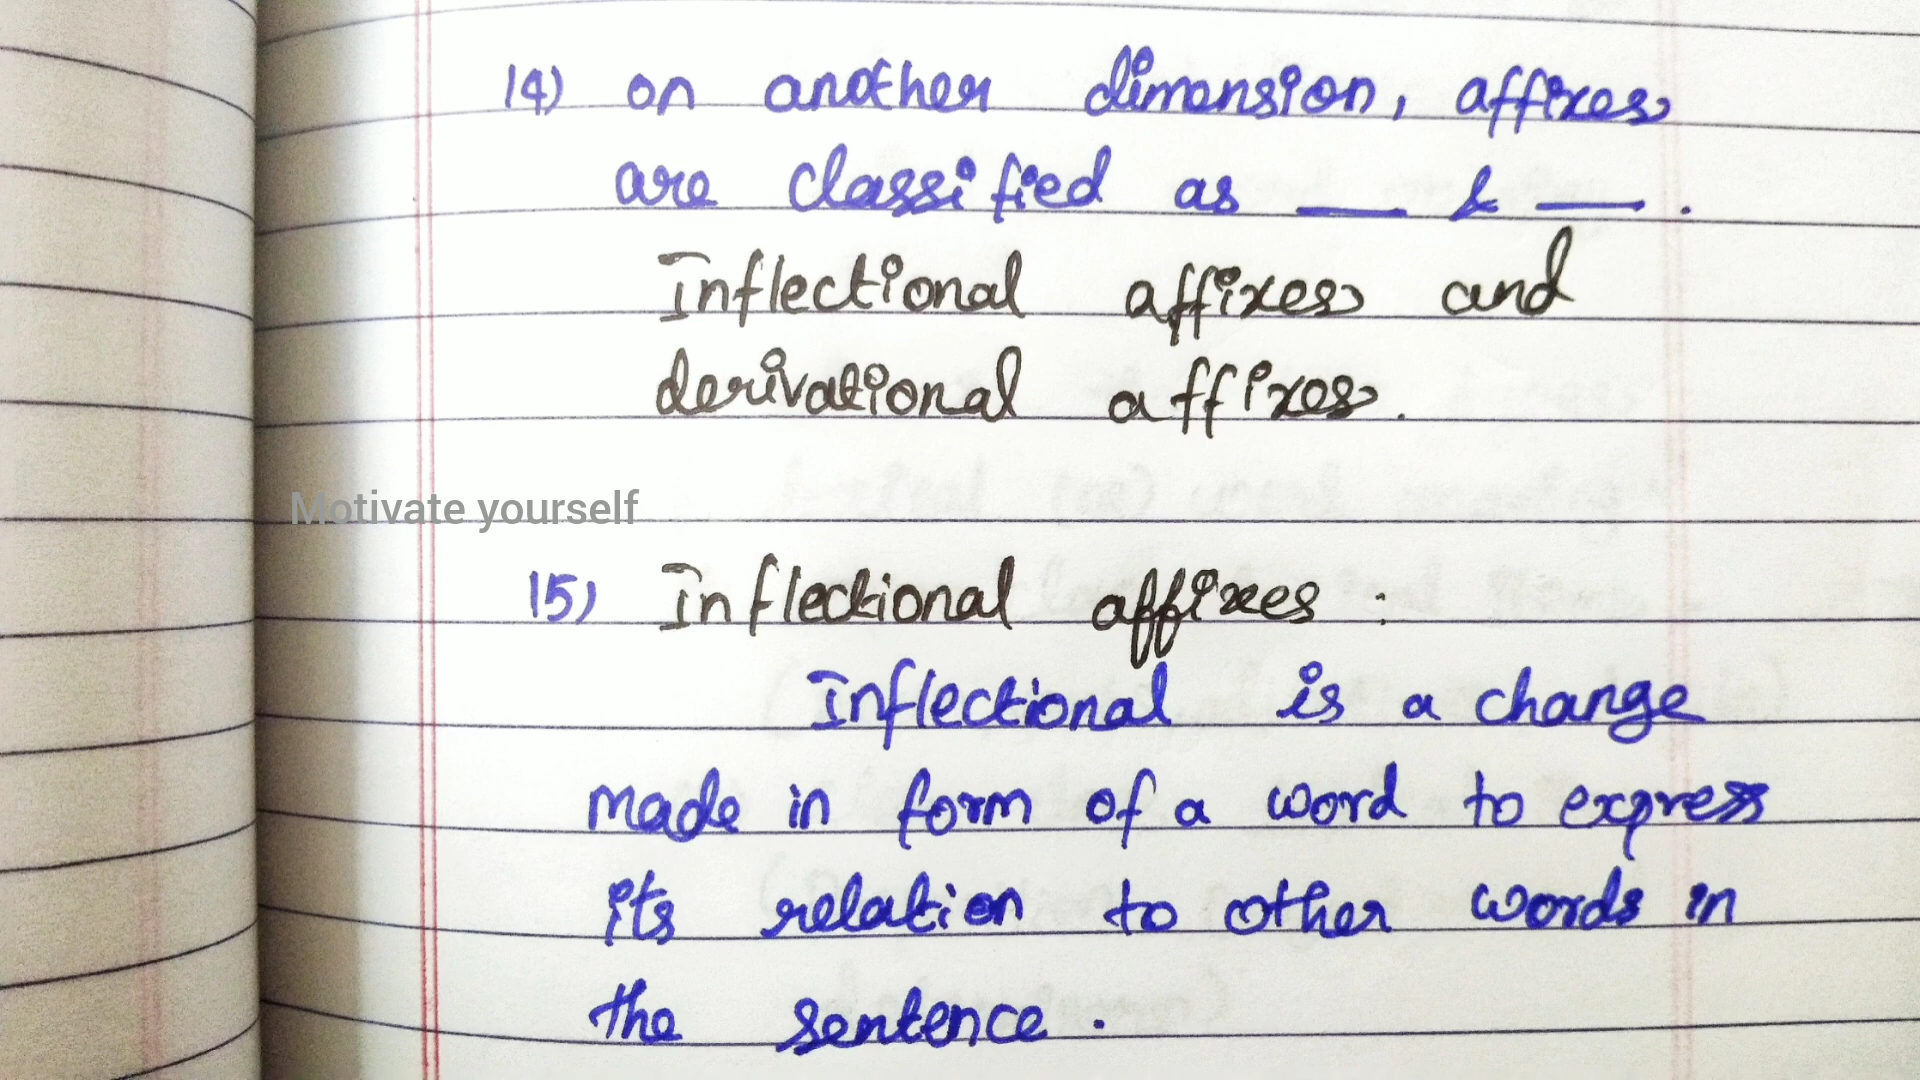 14) on another dimension, affixes
are classified as ___ & ___.
Inflectional affixes and
derivational affixes.
Motivate yourself
15) Inflectional affixes :
Inflectional is a change
made in form of a word to express
its relation to other words in
the sentence.